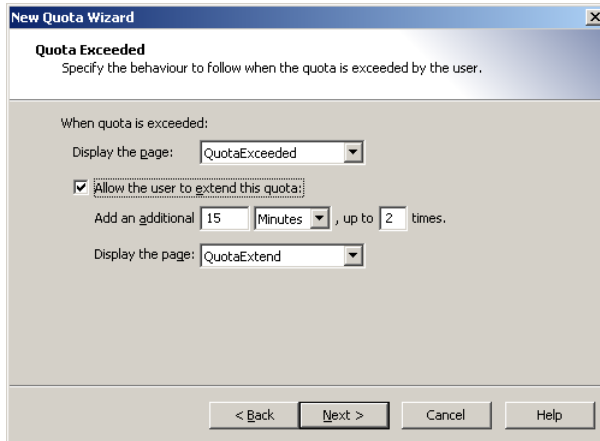 New Quota Wizard
Quota Exceeded
Specify the behaviour to follow when the quota is exceeded by the user.
When quota is exceeded:
Display the page: QuotaExceeded
Allow the user to extend this quota:
Add an additional 15 Minutes , up to 2 times.
Display the page: QuotaExtend
< Back Next > Cancel Help